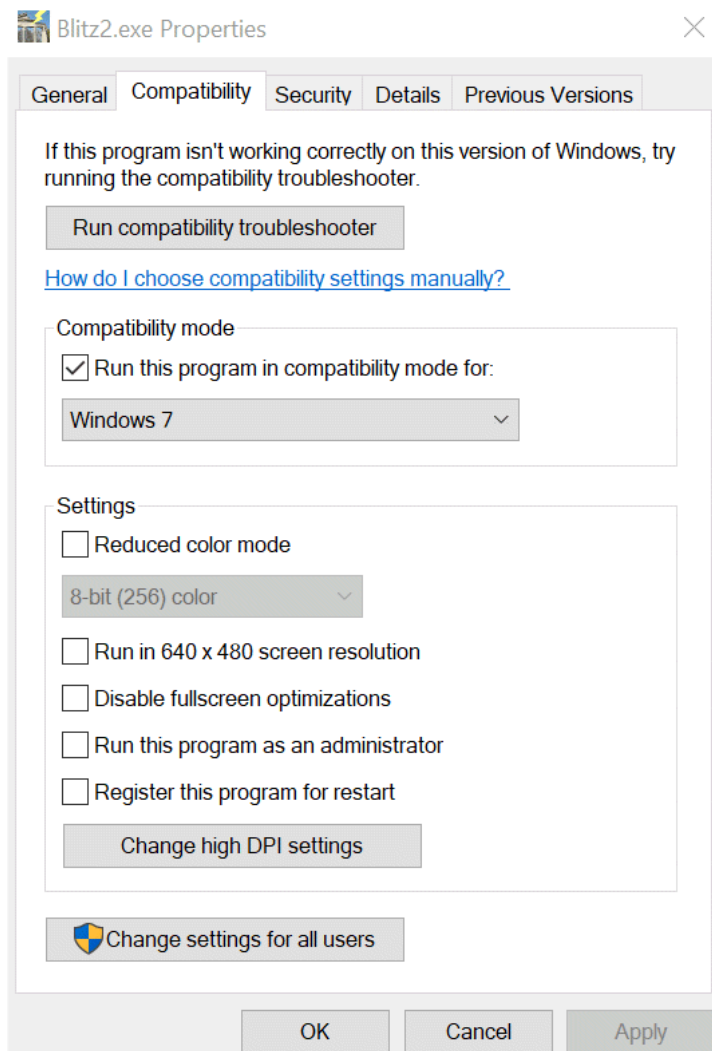 Blitz2.exe Properties
General Compatibility Security Details Previous Versions
If this program isn't working correctly on this version of Windows, try
running the compatibility troubleshooter.
Run compatibility troubleshooter
How do I choose compatibility settings manually?
Compatibility mode
Run this program in compatibility mode for:
Windows 7
Settings
Reduced color mode
8-bit (256) color
Run in 640 x 480 screen resolution
Disable fullscreen optimizations
Run this program as an administrator
Register this program for restart
Change high DPI settings
Change settings for all users
OK Cancel Apply